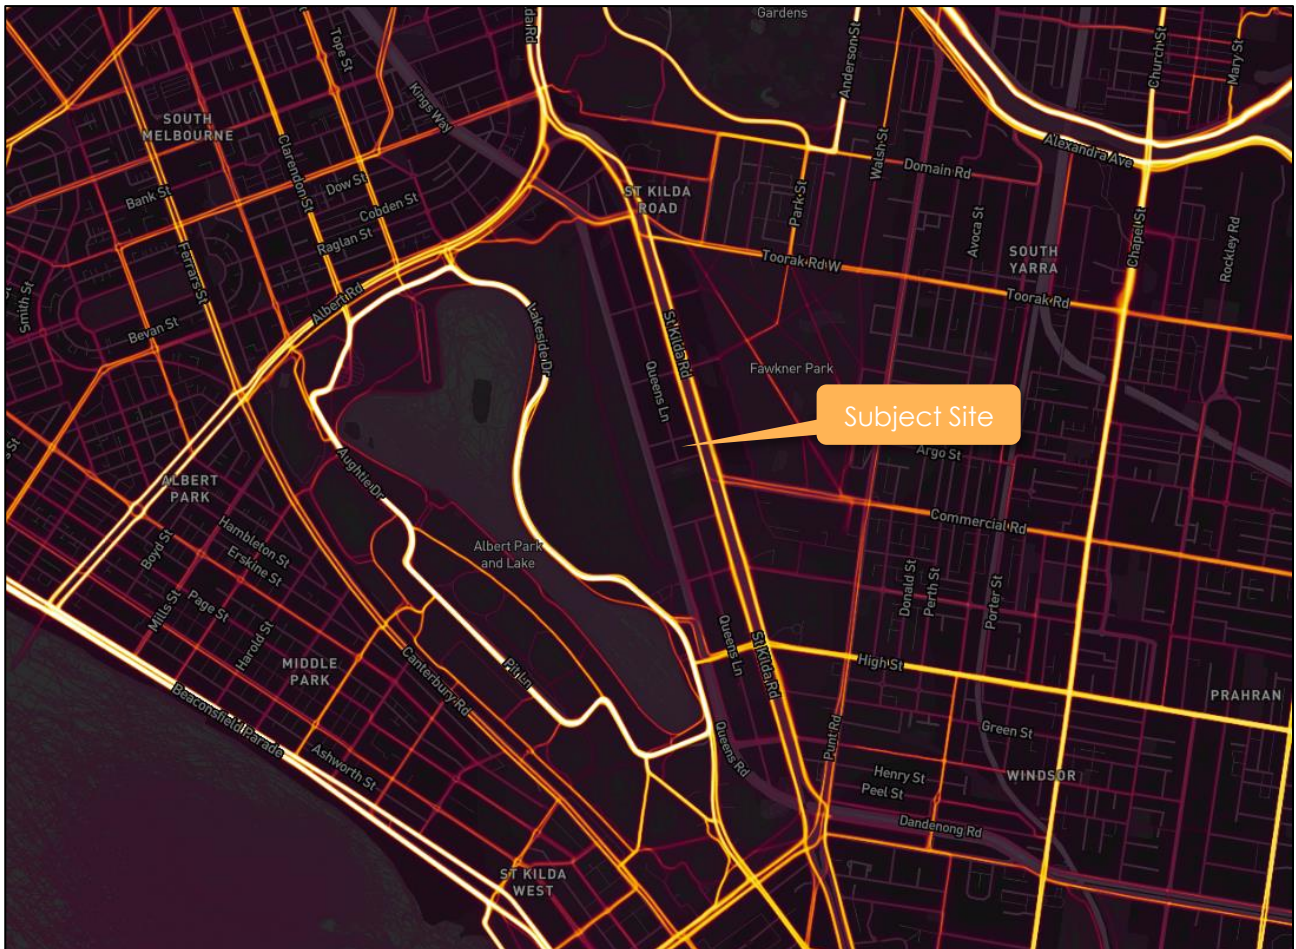 Gardens
da Rd
Tope St
Anderson St
Church St
Mary St
Kings Way
SOUTH
MELBOURNE
Clarendon St
Walsh St
Alexandra Ave
Domain Rd
Dow St
Bank St
Cobden St
ST KILDA
ROAD
Park St
Avoca St
Chapel St
Rockley Rd
Raglan St
Ferrars St
Toorak Rd W
SOUTH
YARRA
Smith St
Albert Rd
Toorak Rd
Bevan St
Lakeside Dr
St Kilda Rd
Queens Ln
Fawkner Park
Subject Site
s St
Argo St
Aughtie Dr
ALBERT
PARK
Commercial Rd
Hambleton St
Boyd St
Erskine St
Albert Park
and Lake
Donald St
Perth St
Porter St
Mills St
Page St
Harold St
Queens Ln
St Kilda Rd
High St
MIDDLE
PARK
Canterbury Rd
Pit Ln
PRAHRAN
Beaconsfield Parade
Queens Rd
Punt Rd
Green St
Ashworth St
Henry St
Peel St
WINDSOR
Dandenong Rd
ST KILDA
WEST